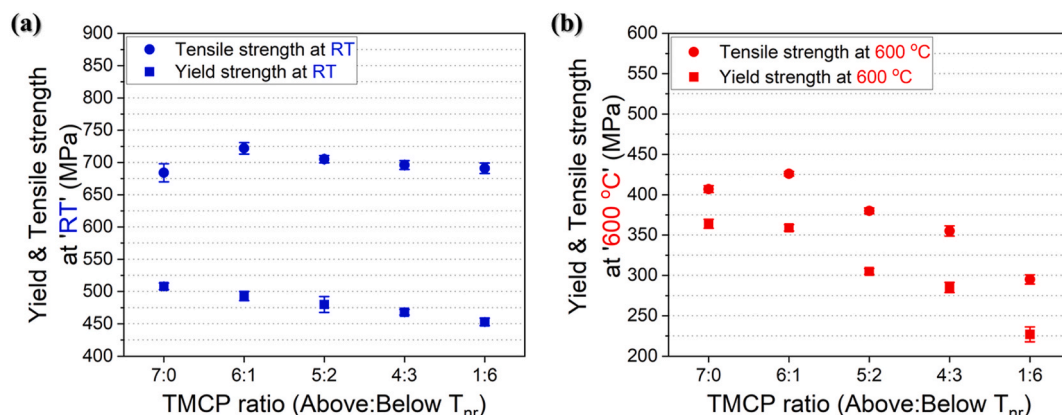 (a)
900
850
800
750
700
650
600
550
500
450
400
Yield & Tensile strength
at 'RT' (MPa)
Tensile strength at RT
Yield strength at RT
7:0 6:1 5:2 4:3 1:6
TMCP ratio (Above:Below Tnr)
(b)
600
550
500
450
400
350
300
250
200
Yield & Tensile strength
at '600 °C' (MPa)
Tensile strength at 600 °C
Yield strength at 600 °C
7:0 6:1 5:2 4:3 1:6
TMCP ratio (Above:Below Tnr)